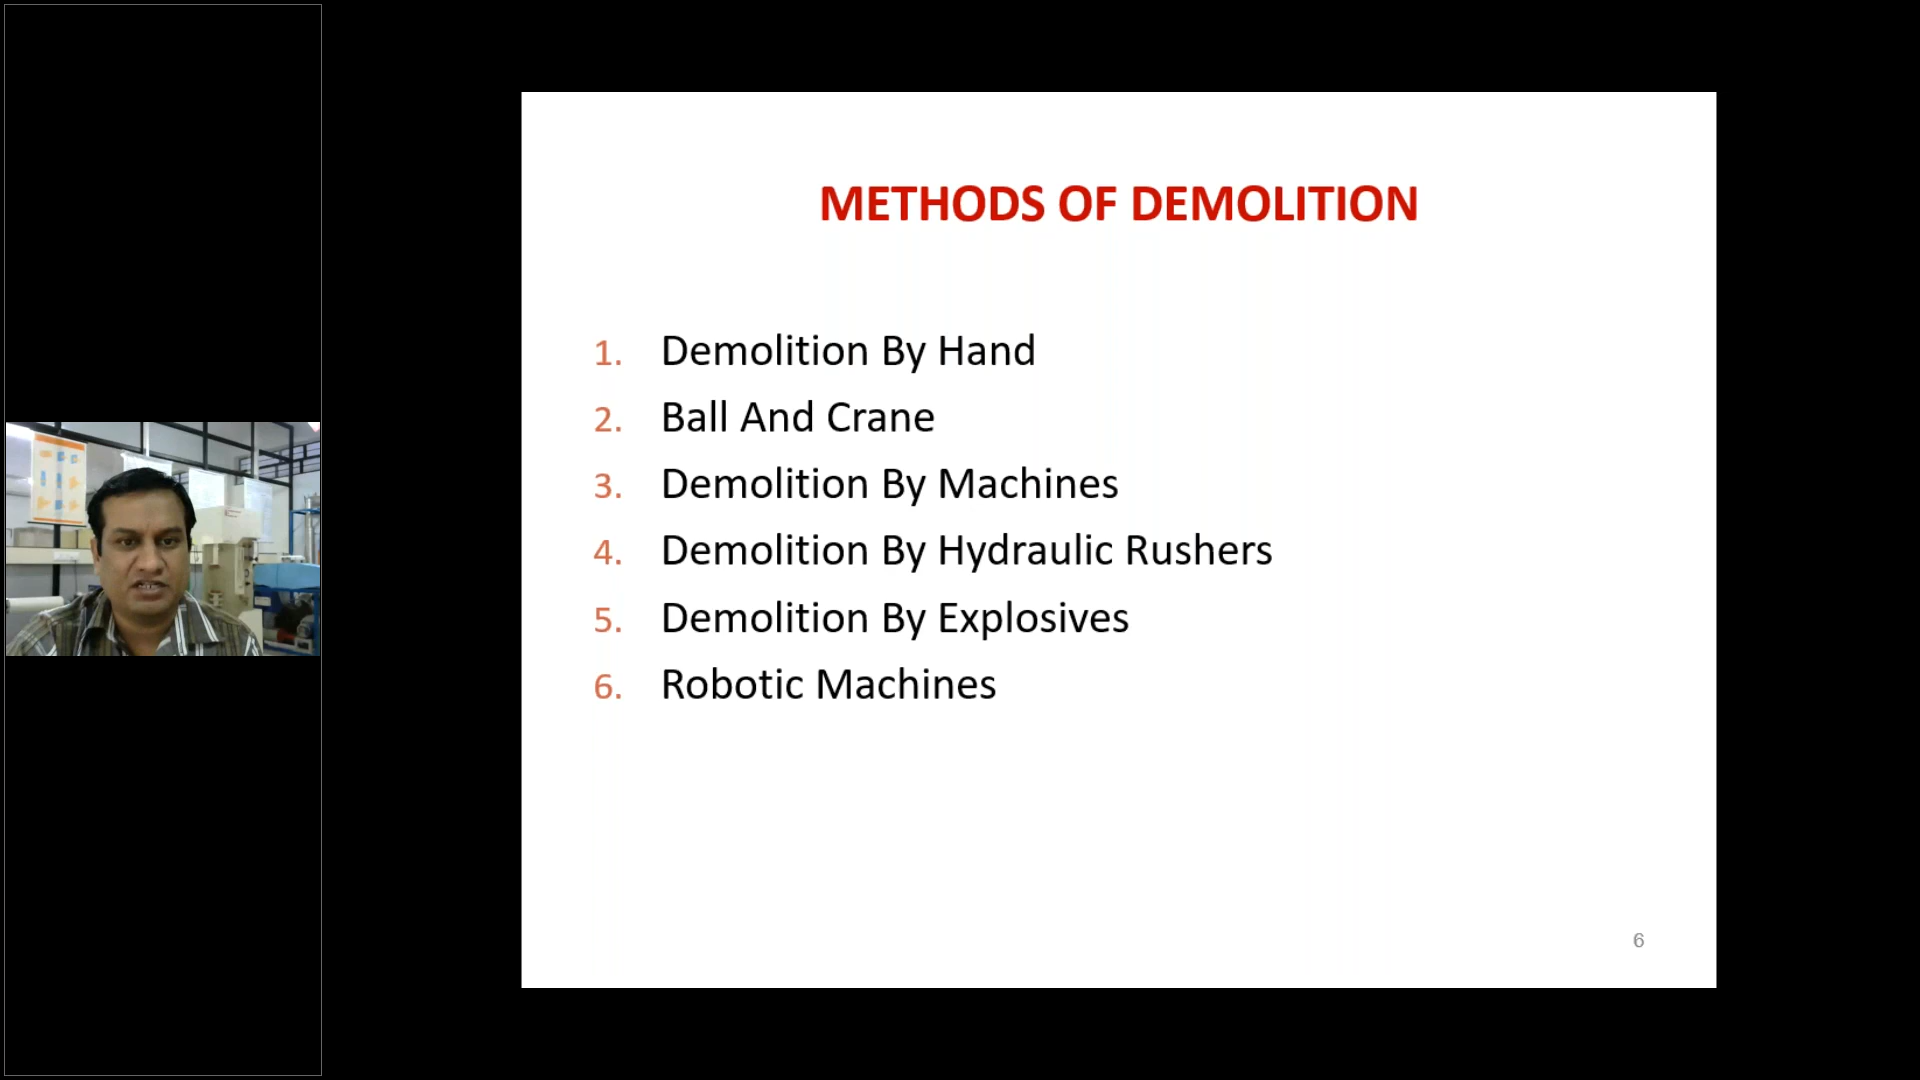 METHODS OF DEMOLITION
1. Demolition By Hand
2. Ball And Crane
3. Demolition By Machines
4. Demolition By Hydraulic Rushers
5. Demolition By Explosives
6. Robotic Machines
6